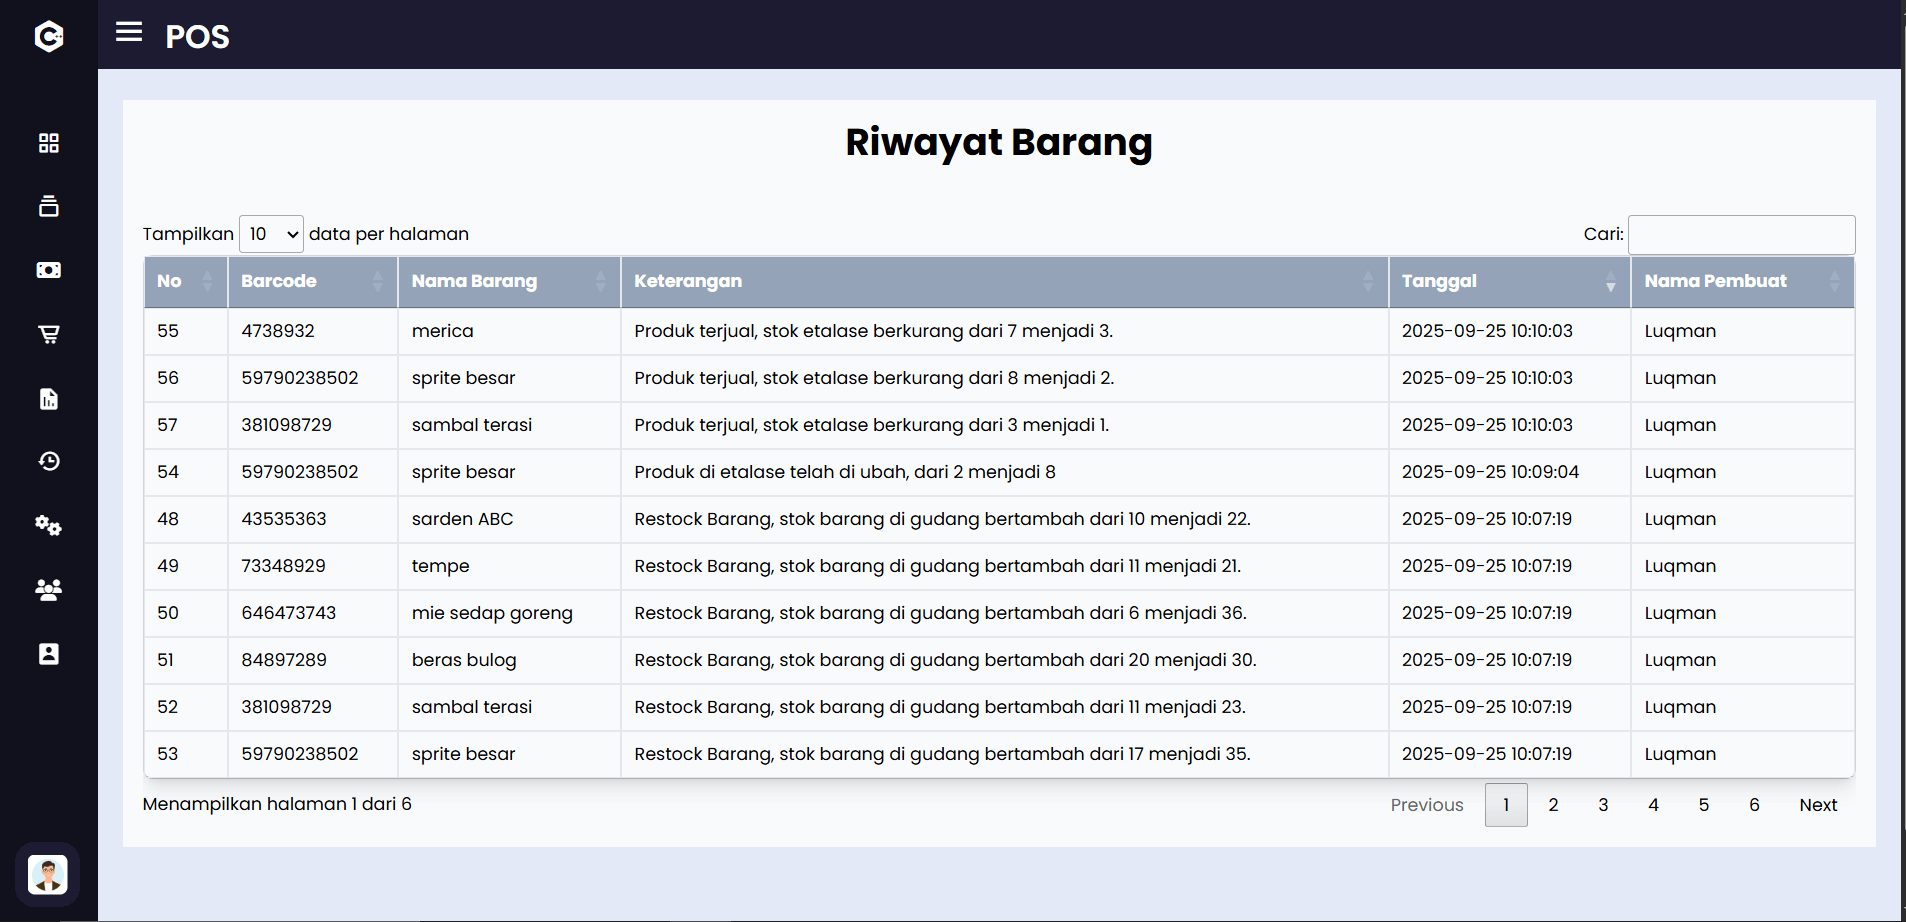 POS
Riwayat Barang
Tampilkan 10 data per halaman Cari:
No Barcode Nama Barang Keterangan Tanggal Nama Pembuat
55 4738932 merica Produk terjual, stok etalase berkurang dari 7 menjadi 3. 2025-09-25 10:10:03 Luqman
56 59790238502 sprite besar Produk terjual, stok etalase berkurang dari 8 menjadi 2. 2025-09-25 10:10:03 Luqman
57 381098729 sambal terasi Produk terjual, stok etalase berkurang dari 3 menjadi 1. 2025-09-25 10:10:03 Luqman
54 59790238502 sprite besar Produk di etalase telah di ubah, dari 2 menjadi 8 2025-09-25 10:09:04 Luqman
48 43535363 sarden ABC Restock Barang, stok barang di gudang bertambah dari 10 menjadi 22. 2025-09-25 10:07:19 Luqman
49 73348929 tempe Restock Barang, stok barang di gudang bertambah dari 11 menjadi 21. 2025-09-25 10:07:19 Luqman
50 646473743 mie sedap goreng Restock Barang, stok barang di gudang bertambah dari 6 menjadi 36. 2025-09-25 10:07:19 Luqman
51 84897289 beras bulog Restock Barang, stok barang di gudang bertambah dari 20 menjadi 30. 2025-09-25 10:07:19 Luqman
52 381098729 sambal terasi Restock Barang, stok barang di gudang bertambah dari 11 menjadi 23. 2025-09-25 10:07:19 Luqman
53 59790238502 sprite besar Restock Barang, stok barang di gudang bertambah dari 17 menjadi 35. 2025-09-25 10:07:19 Luqman
Menampilkan halaman 1 dari 6 Previous 1 2 3 4 5 6 Next